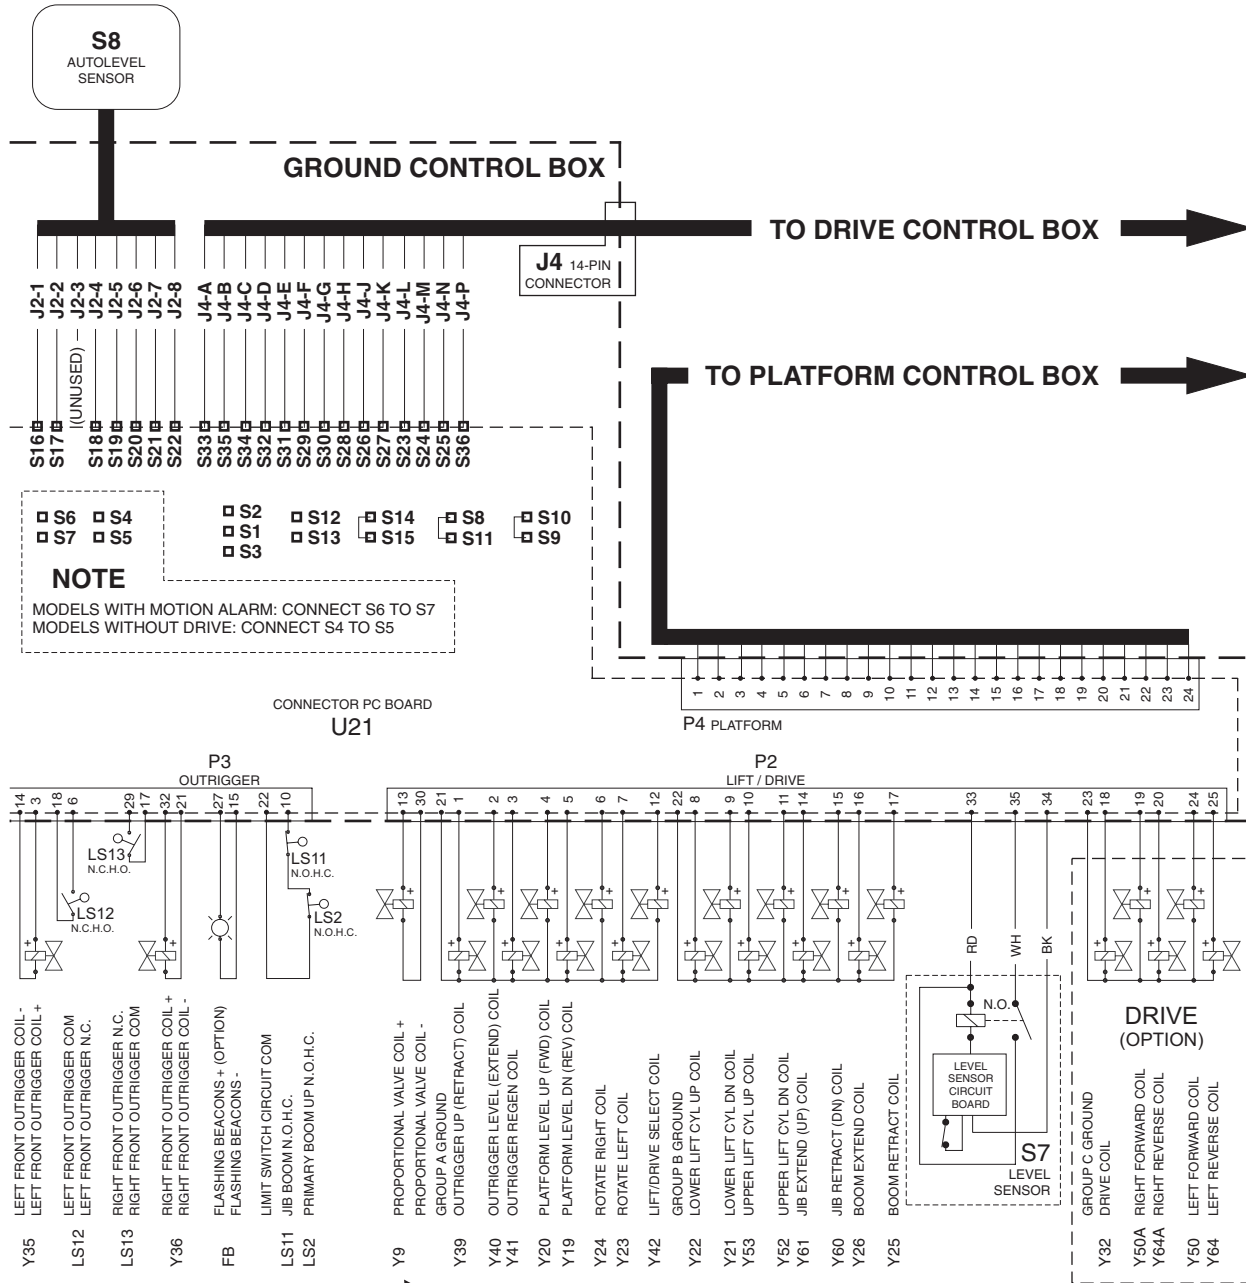 S8
AUTOLEVEL
SENSOR
GROUND CONTROL BOX
TO DRIVE CONTROL BOX
J4 14-PIN
CONNECTOR
J2-1
J2-2
J2-3
J2-4
J2-5
J2-6
J2-7
J2-8
J4-A
J4-B
J4-C
J4-D
J4-E
J4-F
J4-G
J4-H
J4-J
J4-K
J4-L
J4-M
J4-N
J4-P
(UNUSED)
TO PLATFORM CONTROL BOX
S16
S17
S18
S19
S20
S21
S22
S33
S35
S34
S32
S31
S29
S30
S28
S26
S27
S23
S24
S25
S36
S6 S4
S7 S5
S2
S1
S3
S12
S13
S14
S15
S8
S11
S10
S9
NOTE
MODELS WITH MOTION ALARM: CONNECT S6 TO S7
MODELS WITHOUT DRIVE: CONNECT S4 TO S5
1 2 3 4 5 6 7 8 9 10 11 12 13 14 15 16 17 18 19 20 21 22 23 24
P4 PLATFORM
CONNECTOR PC BOARD
U21
P3
OUTRIGGER
P2
LIFT / DRIVE
14 3 18 6 29 17 32 21 27 15 22 10
13 30 21 1 2 3 4 5 6 7 12 22 8 9 10 11 14 15 16 17 33 35 34 23 18 19 20 24 25
LS13
N.C.H.O.
LS12
N.C.H.O.
LS11
N.O.H.C.
LS2
N.O.H.C.
+ + + + + + + + + + + + + + + + + + + + + + + +
RD
WH
BK
N.O.
LEVEL
SENSOR
CIRCUIT
BOARD
S7
LEVEL
SENSOR
DRIVE
(OPTION)
LEFT FRONT OUTRIGGER COIL -
LEFT FRONT OUTRIGGER COIL +
LEFT FRONT OUTRIGGER COM
LEFT FRONT OUTRIGGER N.C.
RIGHT FRONT OUTRIGGER N.C.
RIGHT FRONT OUTRIGGER COM
RIGHT FRONT OUTRIGGER COIL +
RIGHT FRONT OUTRIGGER COIL -
FLASHING BEACONS + (OPTION)
FLASHING BEACONS -
LIMIT SWITCH CIRCUIT COM
JIB BOOM N.O.H.C.
PRIMARY BOOM UP N.O.H.C.
PROPORTIONAL VALVE COIL +
PROPORTIONAL VALVE COIL -
GROUP A GROUND
OUTRIGGER UP (RETRACT) COIL
OUTRIGGER LEVEL (EXTEND) COIL
OUTRIGGER REGEN COIL
PLATFORM LEVEL UP (FWD) COIL
PLATFORM LEVEL DN (REV) COIL
ROTATE RIGHT COIL
ROTATE LEFT COIL
LIFT/DRIVE SELECT COIL
GROUP B GROUND
LOWER LIFT CYL UP COIL
LOWER LIFT CYL DN COIL
UPPER LIFT CYL UP COIL
UPPER LIFT CYL DN COIL
JIB EXTEND (UP) COIL
JIB RETRACT (DN) COIL
BOOM EXTEND COIL
BOOM RETRACT COIL
GROUP C GROUND
DRIVE COIL
RIGHT FORWARD COIL
RIGHT REVERSE COIL
LEFT FORWARD COIL
LEFT REVERSE COIL
Y35
LS12
LS13
Y36
FB
LS11
LS2
Y9
Y39
Y40
Y41
Y20
Y19
Y24
Y23
Y42
Y22
Y21
Y53
Y52
Y61
Y60
Y26
Y25
Y32
Y50A
Y64A
Y50
Y64